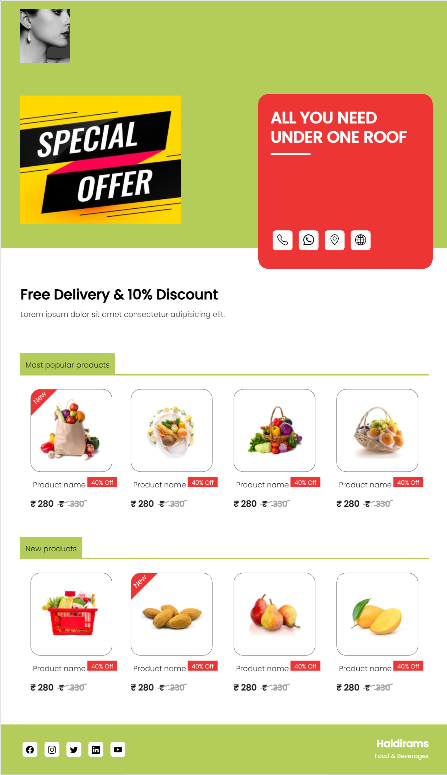 SPECIAL
OFFER
ALL YOU NEED
UNDER ONE ROOF
Free Delivery & 10% Discount
Lorem ipsum dolor sit amet consectetur adipisicing elit.
Most popular products
New
Product name 40% Off
₹ 280 ₹ 330
Product name 40% Off
₹ 280 ₹ 330
Product name 40% Off
₹ 280 ₹ 330
Product name 40% Off
₹ 280 ₹ 330
New products
Product name 40% Off
₹ 280 ₹ 330
New
Product name 40% Off
₹ 280 ₹ 330
Product name 40% Off
₹ 280 ₹ 330
Product name 40% Off
₹ 280 ₹ 330
Haldirams
Food & Beverages